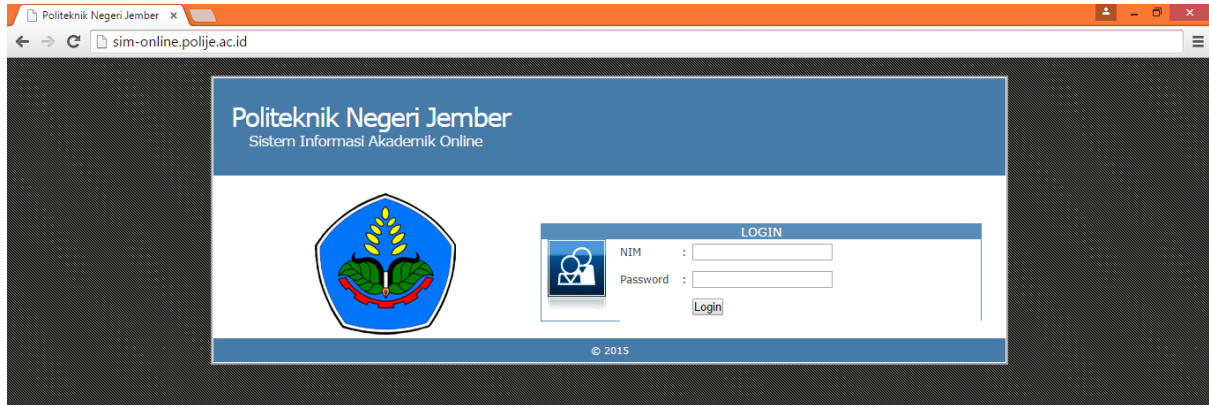 Politeknik Negeri Jember
sim-online.polije.ac.id
Politeknik Negeri Jember
Sistem Informasi Akademik Online
LOGIN
NIM :
Password :
Login
© 2015